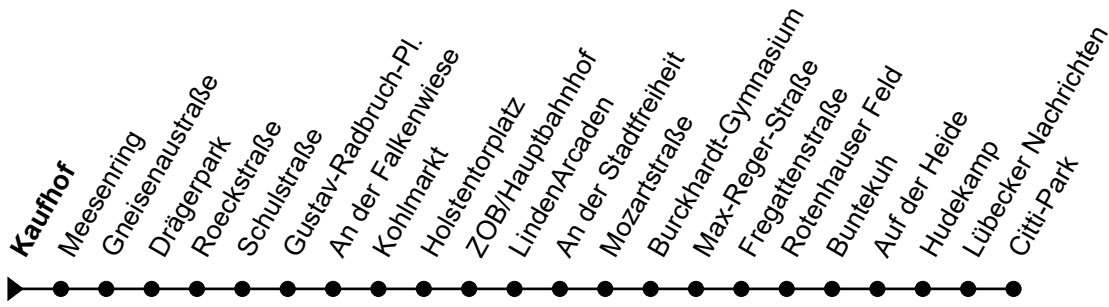 Kaufhof
Meesenring
Gneisenaustraße
Drägerpark
Roeckstraße
Schulstraße
Gustav-Radbruch-Pl.
An der Falkenwiese
Kohlmarkt
Holstentorplatz
ZOB/Hauptbahnhof
LindenArcaden
An der Stadtfreiheit
Mozartstraße
Burckhardt-Gymnasium
Max-Reger-Straße
Fregattenstraße
Rotenhauser Feld
Buntekuh
Auf der Heide
Hudekamp
Lübecker Nachrichten
Citti-Park